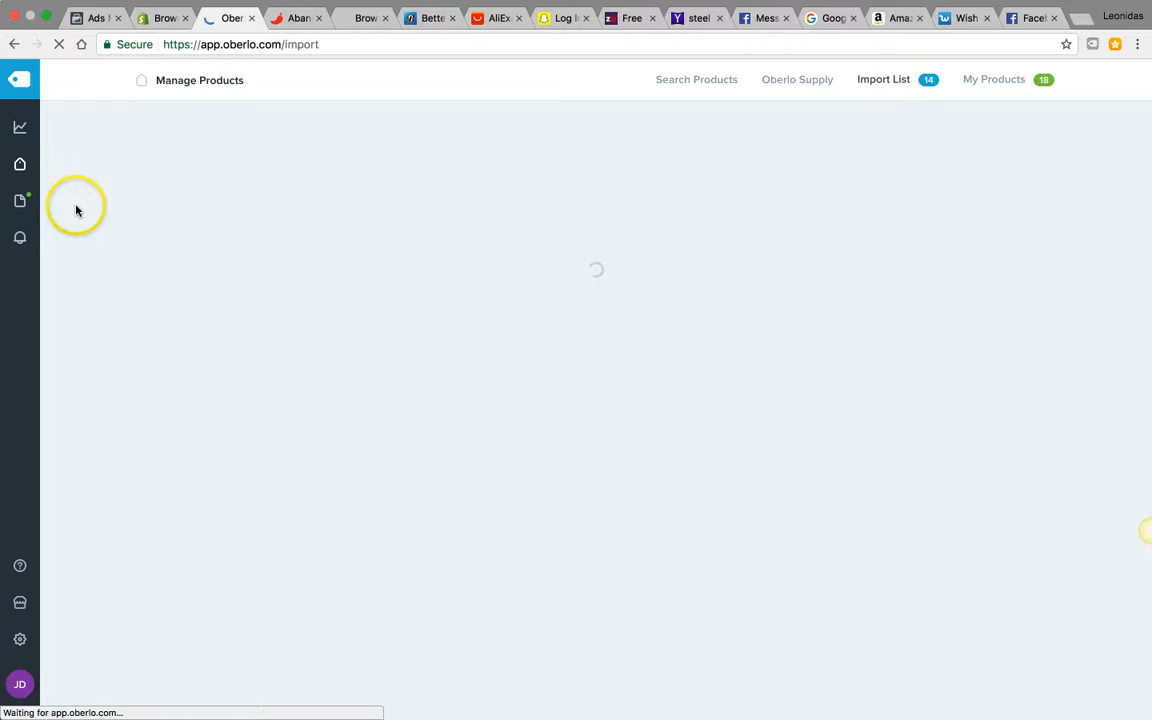 Ads M Brow Ober Aban Brow Bette AliEx Log I Free steel Mess Goog Amaz Wish Facel Leonidas
Secure https://app.oberlo.com/import
Manage Products Search Products Oberlo Supply Import List 14 My Products 18
JD
Waiting for app.oberlo.com...